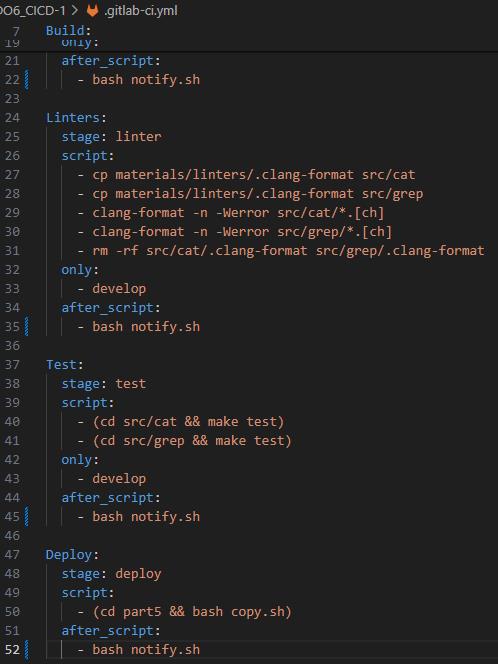 DO6_CICD-1 > .gitlab-ci.yml
7 Build:
19 only:
21 after_script:
22 - bash notify.sh
23
24 Linters:
25 stage: linter
26 script:
27 - cp materials/linters/.clang-format src/cat
28 - cp materials/linters/.clang-format src/grep
29 - clang-format -n -Werror src/cat/*.[ch]
30 - clang-format -n -Werror src/grep/*.[ch]
31 - rm -rf src/cat/.clang-format src/grep/.clang-format
32 only:
33 - develop
34 after_script:
35 - bash notify.sh
36
37 Test:
38 stage: test
39 script:
40 - (cd src/cat && make test)
41 - (cd src/grep && make test)
42 only:
43 - develop
44 after_script:
45 - bash notify.sh
46
47 Deploy:
48 stage: deploy
49 script:
50 - (cd part5 && bash copy.sh)
51 after_script:
52 - bash notify.sh